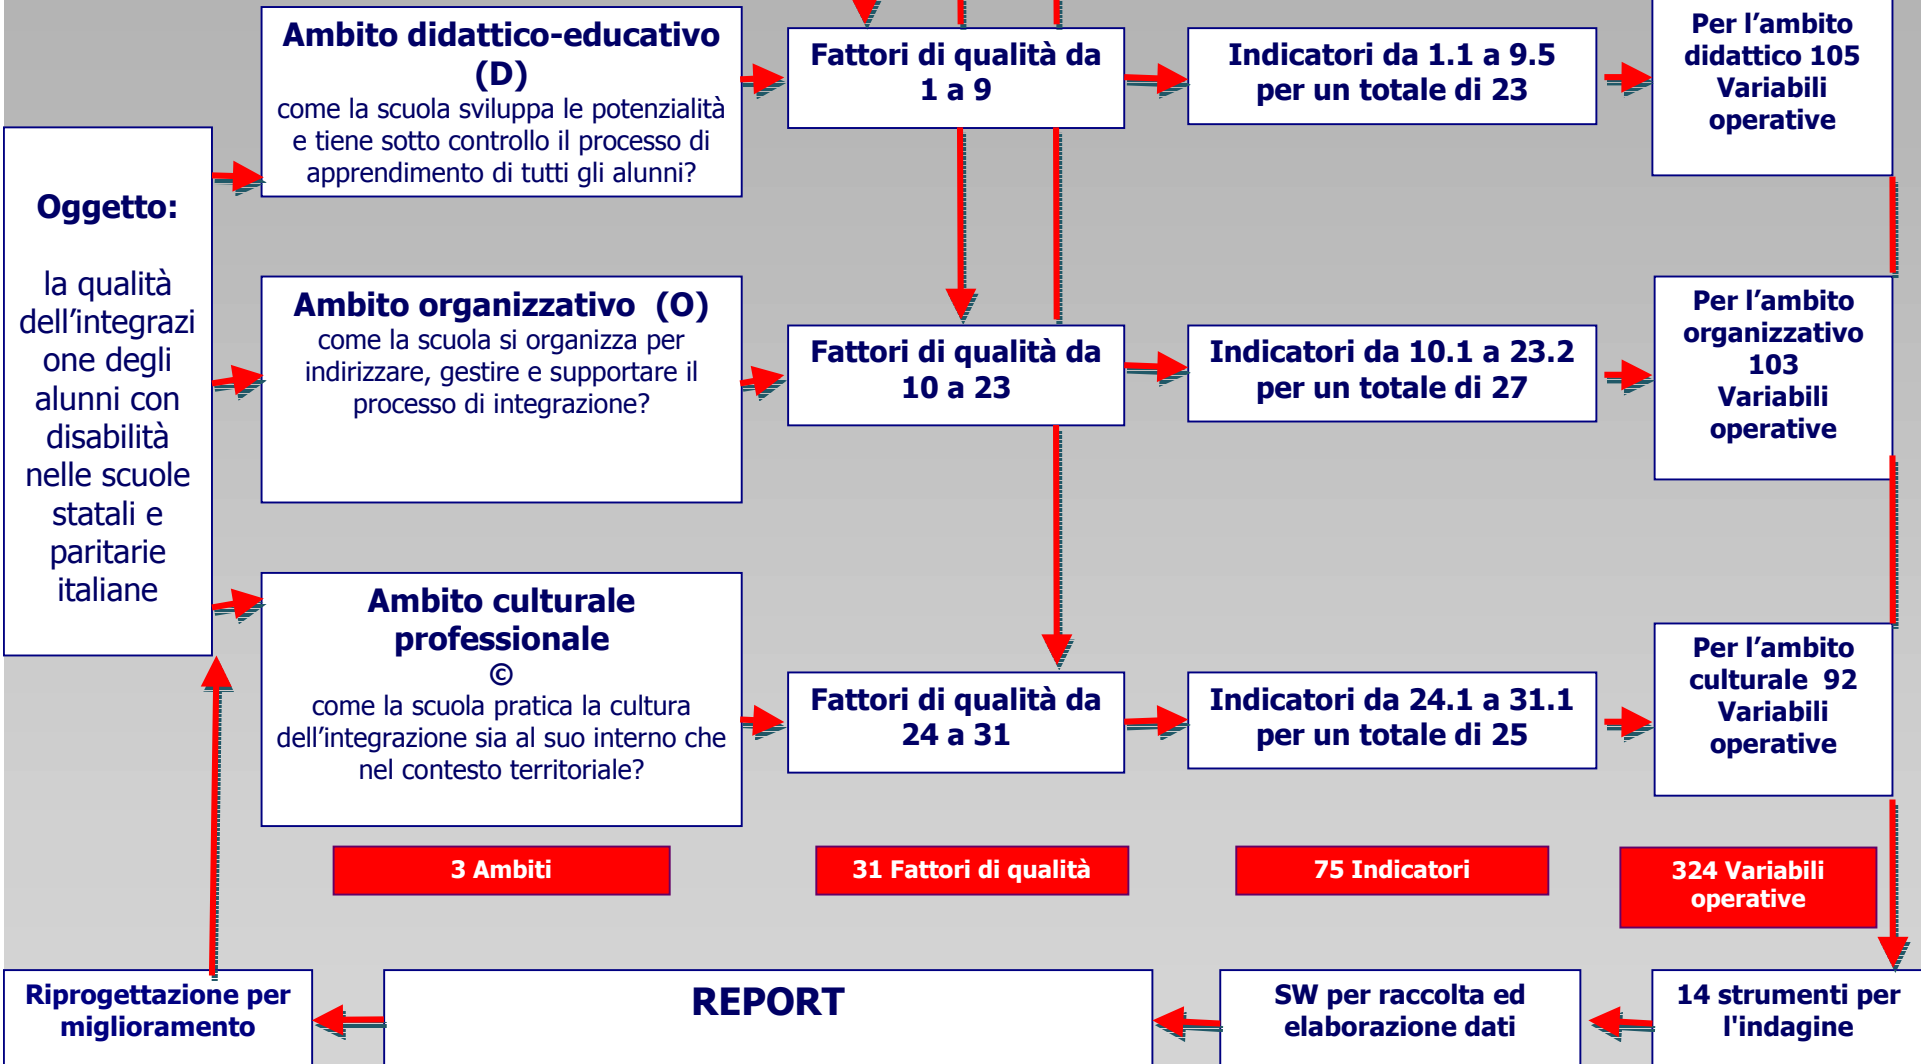 Oggetto:
la qualità
dell'integrazi
one degli
alunni con
disabilità
nelle scuole
statali e
paritarie
italiane
Ambito didattico-educativo
(D)
come la scuola sviluppa le potenzialità
e tiene sotto controllo il processo di
apprendimento di tutti gli alunni?
Fattori di qualità da
1 a 9
Indicatori da 1.1 a 9.5
per un totale di 23
Per l'ambito
didattico 105
Variabili
operative
Ambito organizzativo (O)
come la scuola si organizza per
indirizzare, gestire e supportare il
processo di integrazione?
Fattori di qualità da
10 a 23
Indicatori da 10.1 a 23.2
per un totale di 27
Per l'ambito
organizzativo
103
Variabili
operative
Ambito culturale
professionale
©
come la scuola pratica la cultura
dell'integrazione sia al suo interno che
nel contesto territoriale?
Fattori di qualità da
24 a 31
Indicatori da 24.1 a 31.1
per un totale di 25
Per l'ambito
culturale 92
Variabili
operative
3 Ambiti
31 Fattori di qualità
75 Indicatori
324 Variabili
operative
Riprogettazione per
miglioramento
REPORT
SW per raccolta ed
elaborazione dati
14 strumenti per
l'indagine